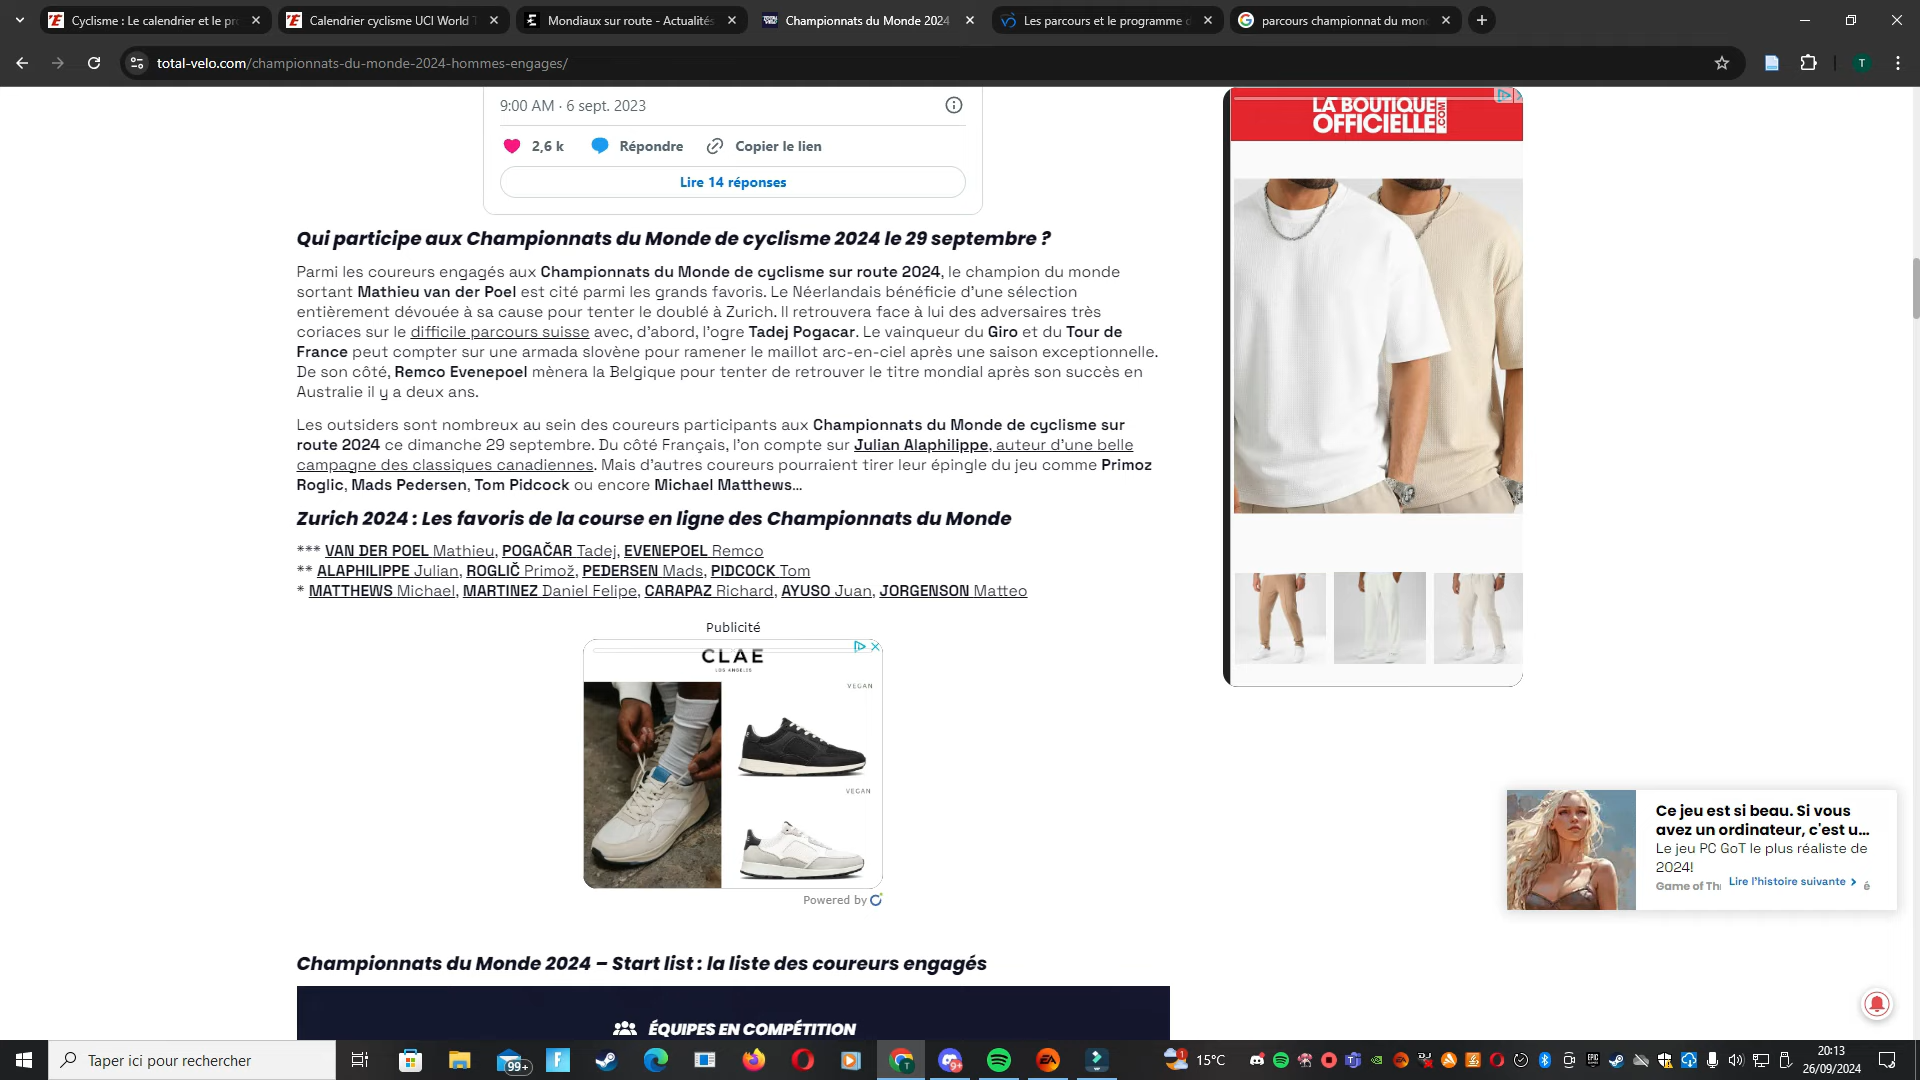 Cyclisme : Le calendrier et le pr
Calendrier cyclisme UCI World T
Mondiaux sur route - Actualités
Championnats du Monde 2024
Les parcours et le programme d
parcours championnat du mon
total-velo.com/championnats-du-monde-2024-hommes-engages/
T
9:00 AM · 6 sept. 2023
2,6 k Répondre Copier le lien
Lire 14 réponses
Qui participe aux Championnats du Monde de cyclisme 2024 le 29 septembre ?
Parmi les coureurs engagés aux Championnats du Monde de cyclisme sur route 2024, le champion du monde
sortant Mathieu van der Poel est cité parmi les grands favoris. Le Néerlandais bénéficie d'une sélection
entièrement dévouée à sa cause pour tenter le doublé à Zurich. Il retrouvera face à lui des adversaires très
coriaces sur le difficile parcours suisse avec, d'abord, l'ogre Tadej Pogacar. Le vainqueur du Giro et du Tour de
France peut compter sur une armada slovène pour ramener le maillot arc-en-ciel après une saison exceptionnelle.
De son côté, Remco Evenepoel mènera la Belgique pour tenter de retrouver le titre mondial après son succès en
Australie il y a deux ans.
Les outsiders sont nombreux au sein des coureurs participants aux Championnats du Monde de cyclisme sur
route 2024 ce dimanche 29 septembre. Du côté Français, l'on compte sur Julian Alaphilippe, auteur d'une belle
campagne des classiques canadiennes. Mais d'autres coureurs pourraient tirer leur épingle du jeu comme Primoz
Roglic, Mads Pedersen, Tom Pidcock ou encore Michael Matthews…
Zurich 2024 : Les favoris de la course en ligne des Championnats du Monde
*** VAN DER POEL Mathieu, POGAČAR Tadej, EVENEPOEL Remco
** ALAPHILIPPE Julian, ROGLIČ Primož, PEDERSEN Mads, PIDCOCK Tom
* MATTHEWS Michael, MARTINEZ Daniel Felipe, CARAPAZ Richard, AYUSO Juan, JORGENSON Matteo
Publicité
CLAE
LOS ANGELES
VEGAN
VEGAN
Powered by
Championnats du Monde 2024 – Start list : la liste des coureurs engagés
ÉQUIPES EN COMPÉTITION
LA BOUTIQUE
OFFICIELLE
.COM
Ce jeu est si beau. Si vous
avez un ordinateur, c'est u...
Le jeu PC GoT le plus réaliste de
2024!
Game of Th Lire l'histoire suivante é
Taper ici pour rechercher
99+
T
9+
EA
1
15°C
EA
EPIC
20:13
26/09/2024